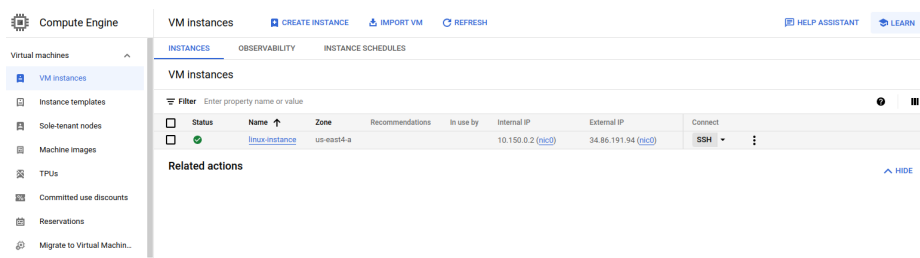 Compute Engine
VM instances CREATE INSTANCE IMPORT VM REFRESH HELP ASSISTANT LEARN
Virtual machines
VM instances
Instance templates
Sole-tenant nodes
Machine images
TPUs
Committed use discounts
Reservations
Migrate to Virtual Machin...
INSTANCES OBSERVABILITY INSTANCE SCHEDULES
VM instances
Filter Enter property name or value
Status Name Zone Recommendations In use by Internal IP External IP Connect
linux-instance us-east4-a 10.150.0.2 (nic0) 34.86.191.94 (nic0) SSH
Related actions HIDE